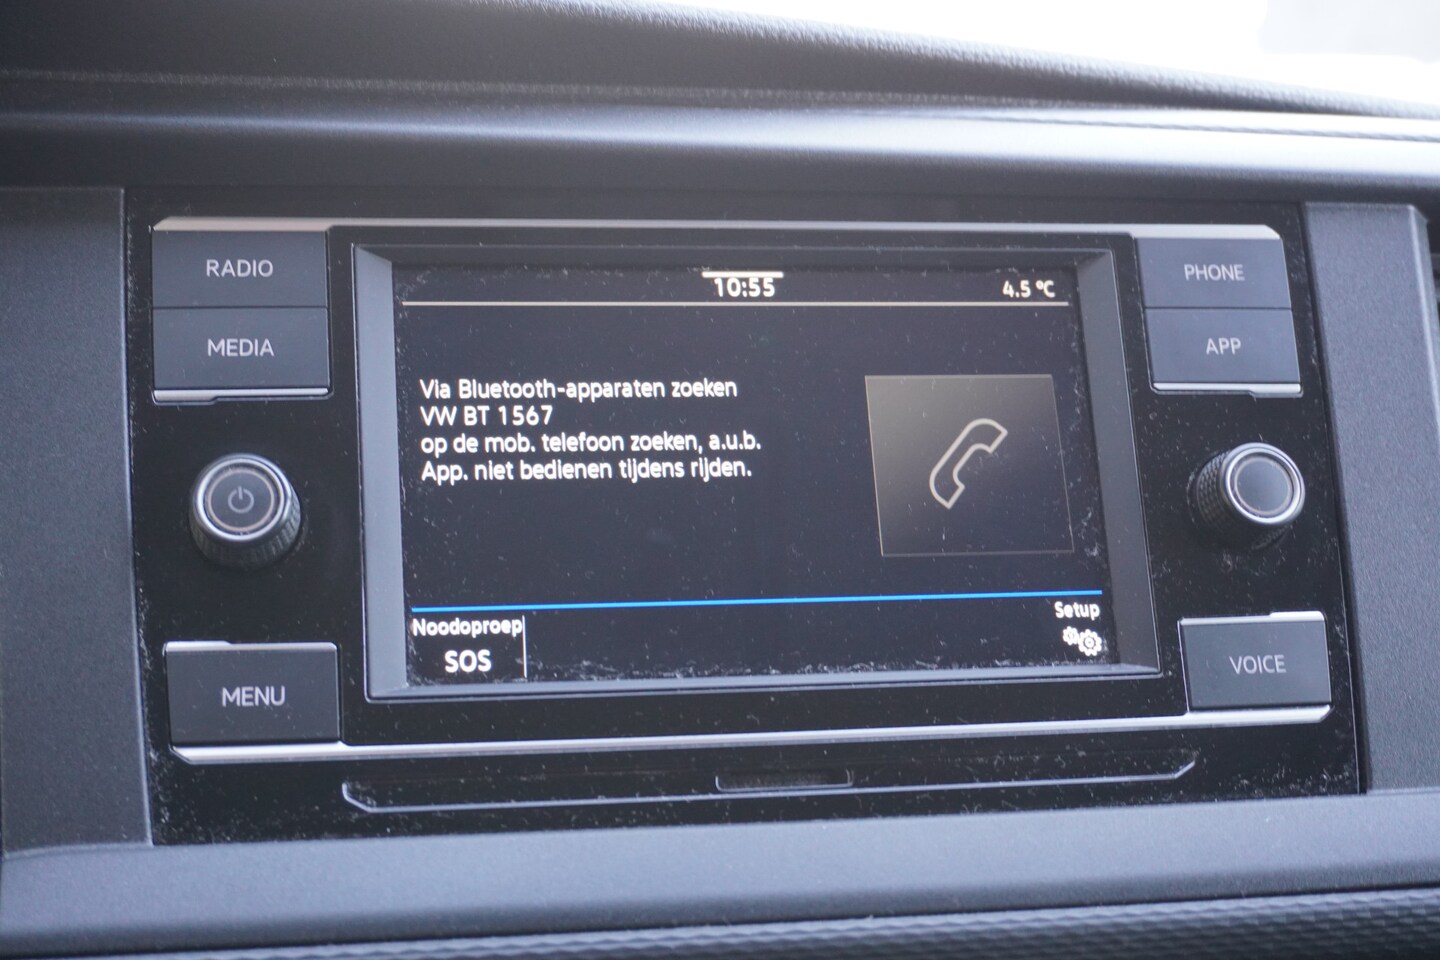 RADIO
MEDIA
MENU
10:55
4.5 °C
Via Bluetooth-apparaten zoeken
VW BT 1567
op de mob. telefoon zoeken, a.u.b.
App. niet bedienen tijdens rijden.
Noodoproep
SOS
Setup
PHONE
APP
VOICE